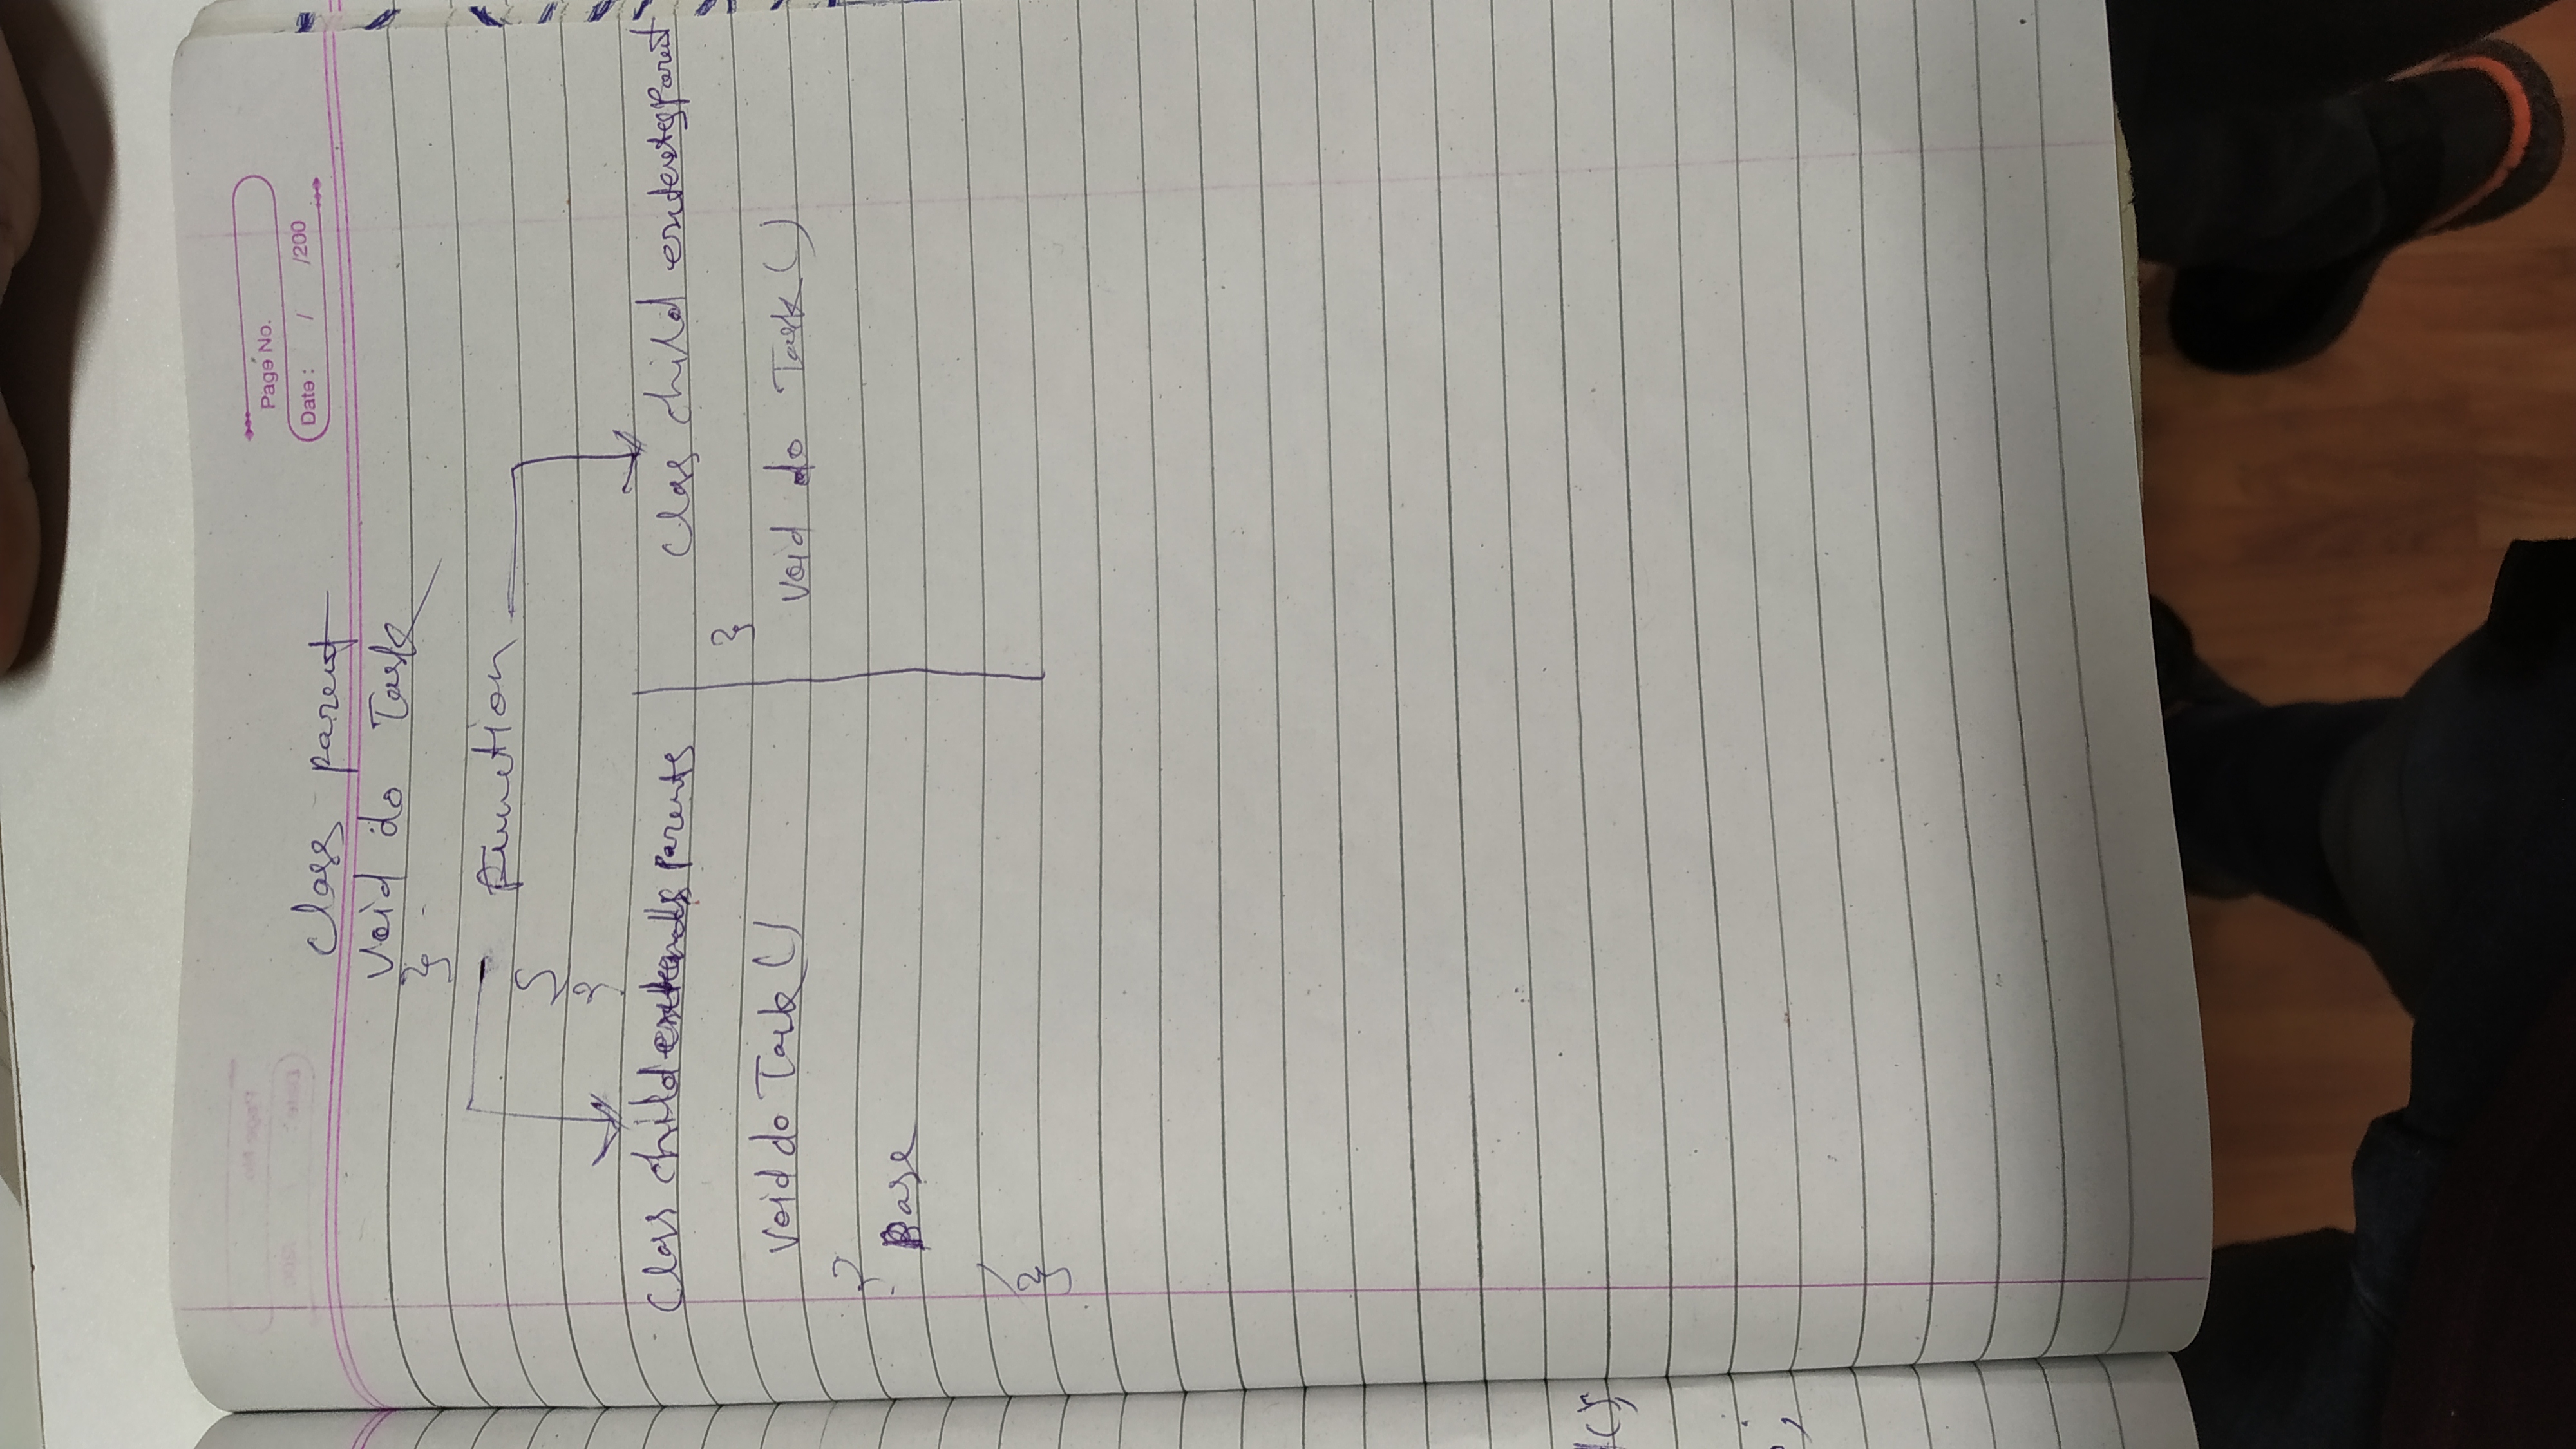 Page No.
Date : / /200
Class parent
Void do Task
}
function
{
}
Class child extends parents
Class child extents parent
}
Void do Task ()
Void do Task ()
Base
}